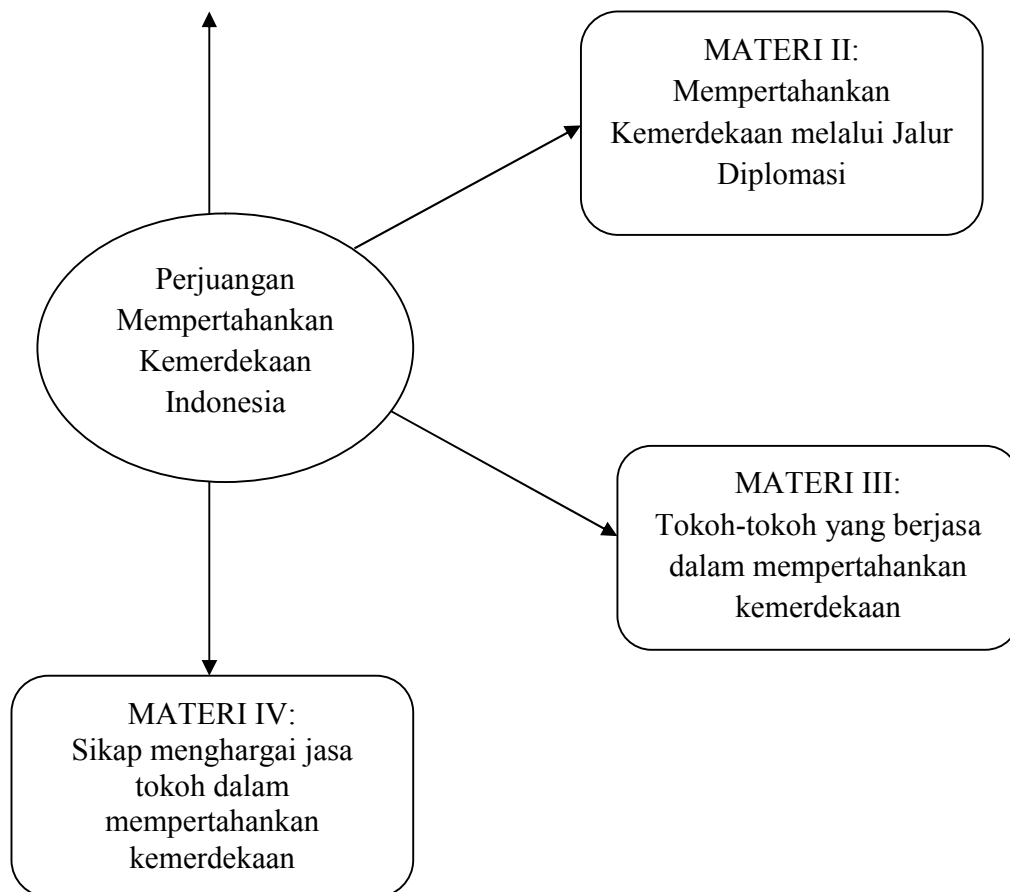 MATERI II:
Mempertahankan
Kemerdekaan melalui Jalur
Diplomasi
Perjuangan
Mempertahankan
Kemerdekaan
Indonesia
MATERI III:
Tokoh-tokoh yang berjasa
dalam mempertahankan
kemerdekaan
MATERI IV:
Sikap menghargai jasa
tokoh dalam
mempertahankan
kemerdekaan